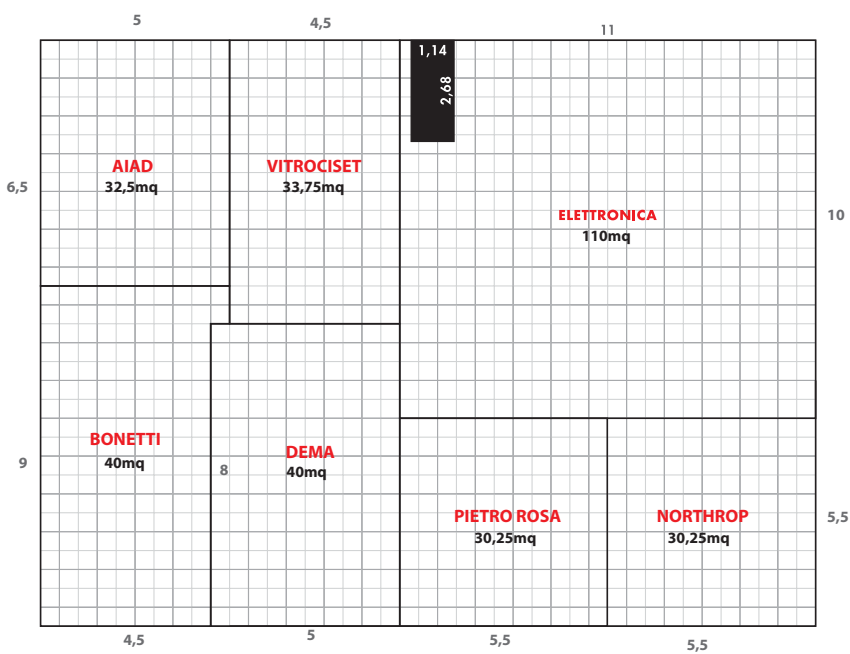 5
4,5
11
1,14
2,68
AIAD
32,5mq
VITROCISET
33,75mq
6,5
ELETTRONICA
110mq
10
BONETTI
40mq
9
8
DEMA
40mq
PIETRO ROSA
30,25mq
NORTHROP
30,25mq
5,5
4,5
5
5,5
5,5